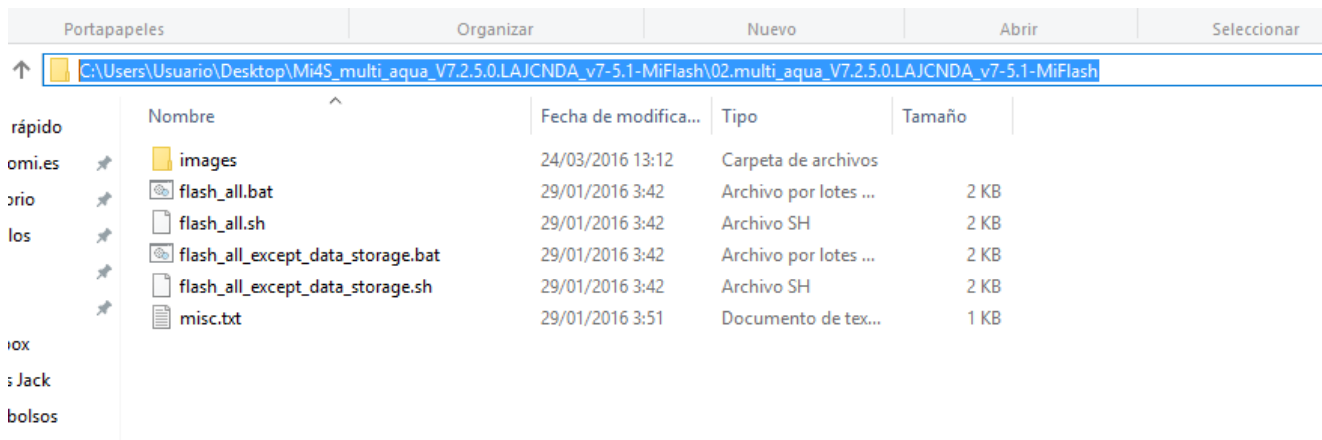 Portapapeles Organizar Nuevo Abrir Seleccionar
C:\Users\Usuario\Desktop\Mi4S_multi_aqua_V7.2.5.0.LAJCNDA_v7-5.1-MiFlash\02.multi_aqua_V7.2.5.0.LAJCNDA_v7-5.1-MiFlash
Nombre Fecha de modifica... Tipo Tamaño
rápido
omi.es images 24/03/2016 13:12 Carpeta de archivos
orio flash_all.bat 29/01/2016 3:42 Archivo por lotes ... 2 KB
los flash_all.sh 29/01/2016 3:42 Archivo SH 2 KB
flash_all_except_data_storage.bat 29/01/2016 3:42 Archivo por lotes ... 2 KB
flash_all_except_data_storage.sh 29/01/2016 3:42 Archivo SH 2 KB
misc.txt 29/01/2016 3:51 Documento de tex... 1 KB
box
s Jack
bolsos